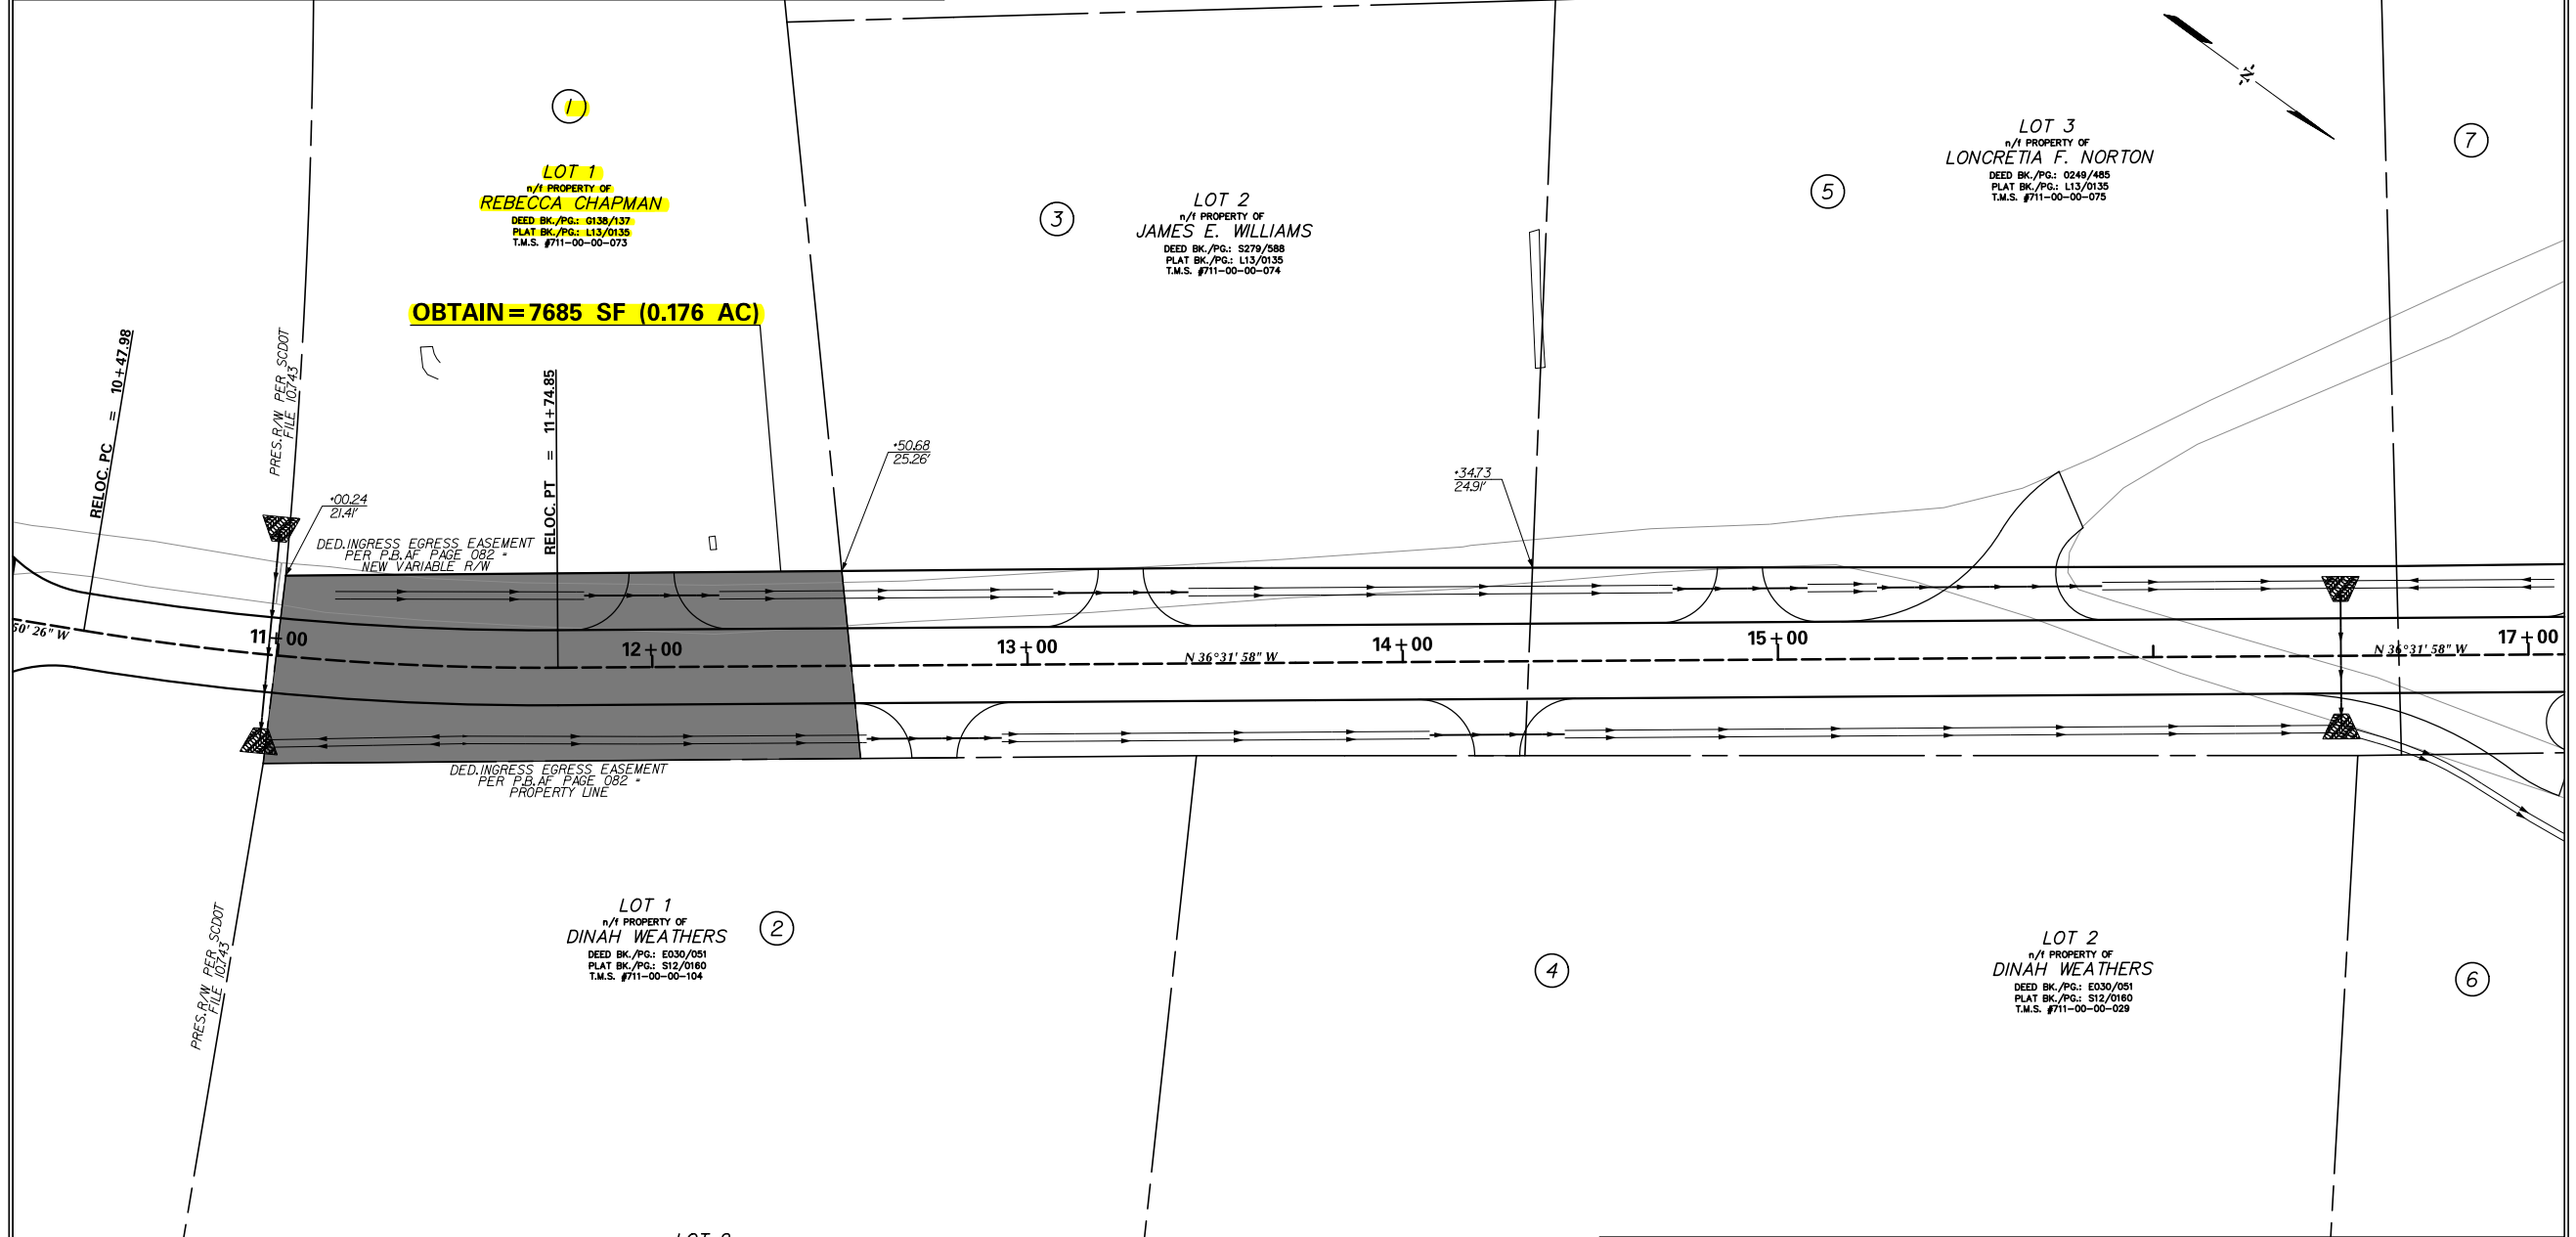 1
LOT 1
n/f PROPERTY OF
REBECCA CHAPMAN
DEED BK./PG.: G138/137
PLAT BK./PG.: L13/0135
T.M.S. #711-00-00-073
OBTAIN=7685 SF (0.176 AC)
3
LOT 2
n/f PROPERTY OF
JAMES E. WILLIAMS
DEED BK./PG.: S279/588
PLAT BK./PG.: L13/0135
T.M.S. #711-00-00-074
5
LOT 3
n/f PROPERTY OF
LONCRETIA F. NORTON
DEED BK./PG.: 0249/485
PLAT BK./PG.: L13/0135
T.M.S. #711-00-00-075
-N-
7
RELOC. PC = 10+47.98
PRES. R/W PER SCDOT
FILE 10.743
RELOC. PT = 11+74.85
+00.24
21.41'
+50.68
25.26'
+34.73
24.91'
DED. INGRESS EGRESS EASEMENT
PER P.B. AF PAGE 082 =
NEW VARIABLE R/W
50' 26" W
11+00
12+00
13+00
N 36°31' 58" W
14+00
15+00
N 36°31' 58" W
17+00
DED. INGRESS EGRESS EASEMENT
PER P.B. AF PAGE 082 =
PROPERTY LINE
PRES. R/W PER SCDOT
FILE 10.743
LOT 1
n/f PROPERTY OF
DINAH WEATHERS
DEED BK./PG.: E030/051
PLAT BK./PG.: S12/0160
T.M.S. #711-00-00-104
2
4
LOT 2
n/f PROPERTY OF
DINAH WEATHERS
DEED BK./PG.: E030/051
PLAT BK./PG.: S12/0160
T.M.S. #711-00-00-029
6